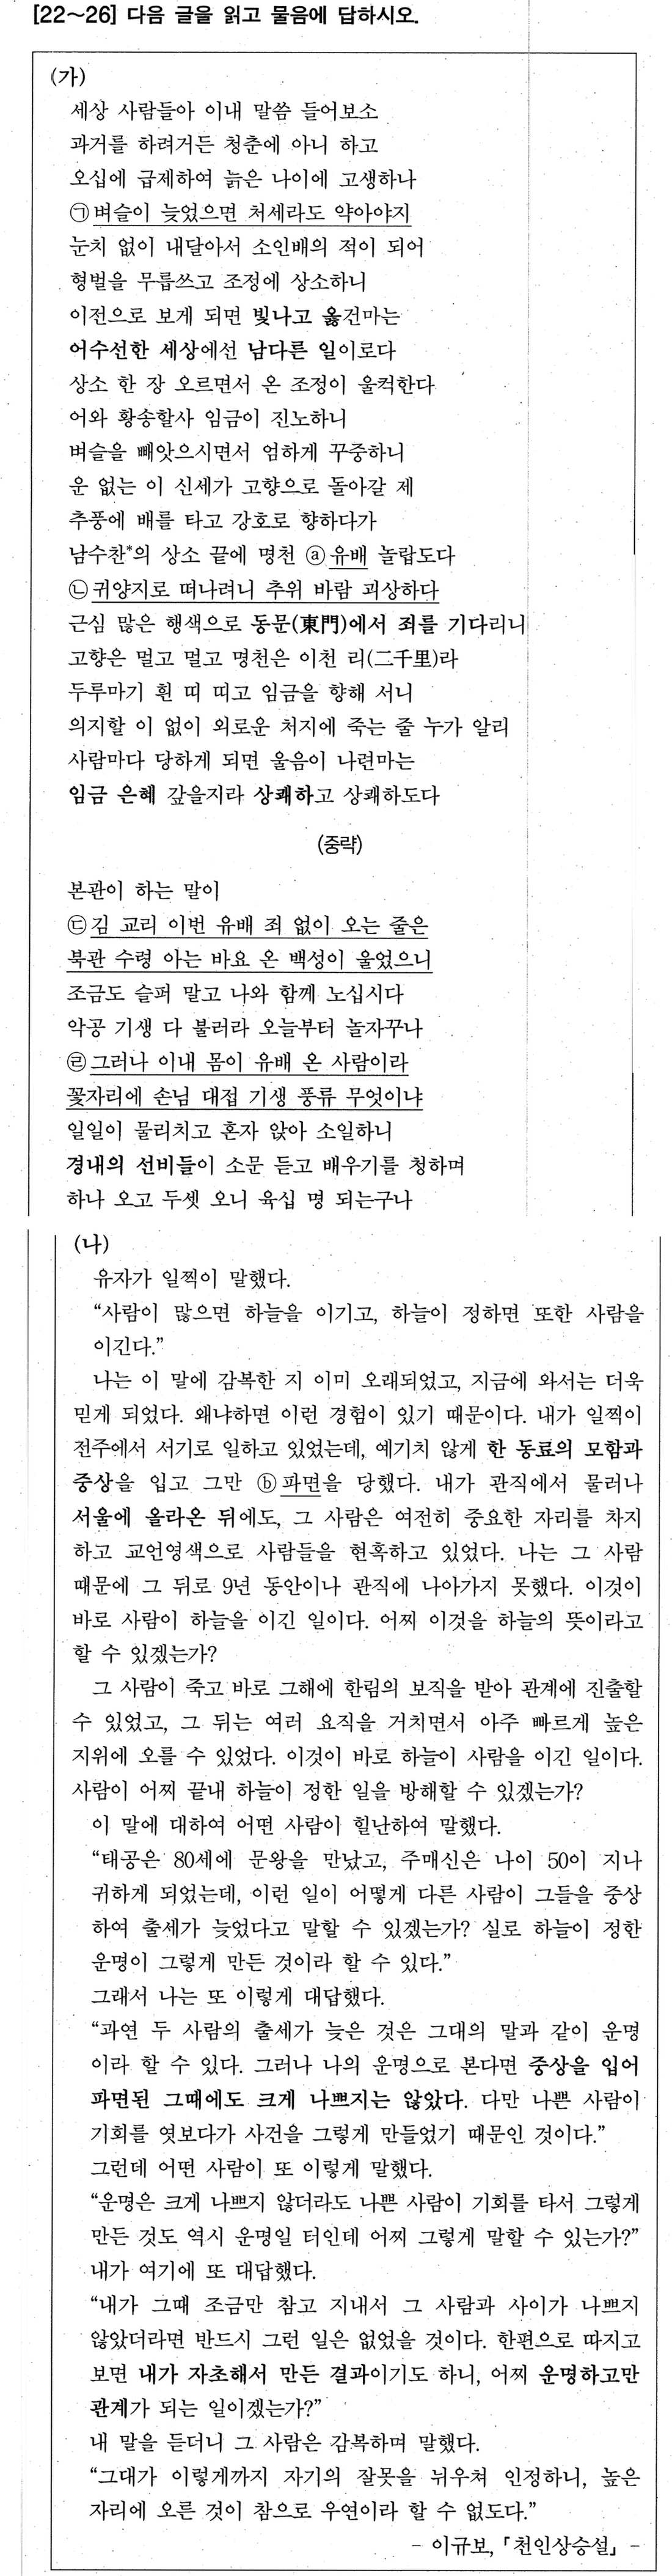 [22～26] 다음 글을 읽고 물음에 답하시오.
(가)
세상 사람들아 이내 말씀 들어보소
과거를 하려거든 청춘에 아니 하고
오십에 급제하여 늙은 나이에 고생하나
㉠벼슬이 늦었으면 처세라도 약아야지
눈치 없이 내달아서 소인배의 적이 되어
형벌을 무릅쓰고 조정에 상소하니
이전으로 보게 되면 빛나고 옳건마는
어수선한 세상에선 남다른 일이로다
상소 한 장 오르면서 온 조정이 울컥한다
어와 황송할사 임금이 진노하니
벼슬을 빼앗으시면서 엄하게 꾸중하니
운 없는 이 신세가 고향으로 돌아갈 제
추풍에 배를 타고 강호로 향하다가
남수찬*의 상소 끝에 명천 ⓐ유배 놀랍도다
㉡귀양지로 떠나려니 추위 바람 괴상하다
근심 많은 행색으로 동문(東門)에서 죄를 기다리니
고향은 멀고 멀고 명천은 이천 리(二千里)라
두루마기 흰 띠 띠고 임금을 향해 서니
의지할 이 없이 외로운 처지에 죽는 줄 누가 알리
사람마다 당하게 되면 울음이 나련마는
임금 은혜 갚을지라 상쾌하고 상쾌하도다
(중략)
본관이 하는 말이
㉢김 교리 이번 유배 죄 없이 오는 줄은
북관 수령 아는 바요 온 백성이 울었으니
조금도 슬퍼 말고 나와 함께 노십시다
악공 기생 다 불러라 오늘부터 놀자꾸나
㉣그러나 이내 몸이 유배 온 사람이라
꽃자리에 손님 대접 기생 풍류 무엇이냐
일일이 물리치고 혼자 앉아 소일하니
경내의 선비들이 소문 듣고 배우기를 청하며
하나 오고 두셋 오니 육십 명 되는구나
(나)
유자가 일찍이 말했다.
“사람이 많으면 하늘을 이기고, 하늘이 정하면 또한 사람을
이긴다.”
나는 이 말에 감복한 지 이미 오래되었고, 지금에 와서는 더욱
믿게 되었다. 왜냐하면 이런 경험이 있기 때문이다. 내가 일찍이
전주에서 서기로 일하고 있었는데, 예기치 않게 한 동료의 모함과
중상을 입고 그만 ⓑ파면을 당했다. 내가 관직에서 물러나
서울에 올라온 뒤에도, 그 사람은 여전히 중요한 자리를 차지
하고 교언영색으로 사람들을 현혹하고 있었다. 나는 그 사람
때문에 그 뒤로 9년 동안이나 관직에 나아가지 못했다. 이것이
바로 사람이 하늘을 이긴 일이다. 어찌 이것을 하늘의 뜻이라고
할 수 있겠는가?
그 사람이 죽고 바로 그해에 한림의 보직을 받아 관계에 진출할
수 있었고, 그 뒤는 여러 요직을 거치면서 아주 빠르게 높은
지위에 오를 수 있었다. 이것이 바로 하늘이 사람을 이긴 일이다.
사람이 어찌 끝내 하늘이 정한 일을 방해할 수 있겠는가?
이 말에 대하여 어떤 사람이 힐난하여 말했다.
“태공은 80세에 문왕을 만났고, 주매신은 나이 50이 지나
귀하게 되었는데, 이런 일이 어떻게 다른 사람이 그들을 중상
하여 출세가 늦었다고 말할 수 있겠는가? 실로 하늘이 정한
운명이 그렇게 만든 것이라 할 수 있다.”
그래서 나는 또 이렇게 대답했다.
“과연 두 사람의 출세가 늦은 것은 그대의 말과 같이 운명
이라 할 수 있다. 그러나 나의 운명으로 본다면 중상을 입어
파면된 그때에도 크게 나쁘지는 않았다. 다만 나쁜 사람이
기회를 엿보다가 사건을 그렇게 만들었기 때문인 것이다.”
그런데 어떤 사람이 또 이렇게 말했다.
“운명은 크게 나쁘지 않더라도 나쁜 사람이 기회를 타서 그렇게
만든 것도 역시 운명일 터인데 어찌 그렇게 말할 수 있는가?”
내가 여기에 또 대답했다.
“내가 그때 조금만 참고 지내서 그 사람과 사이가 나쁘지
않았더라면 반드시 그런 일은 없었을 것이다. 한편으로 따지고
보면 내가 자초해서 만든 결과이기도 하니, 어찌 운명하고만
관계가 되는 일이겠는가?”
내 말을 듣더니 그 사람은 감복하며 말했다.
“그대가 이렇게까지 자기의 잘못을 뉘우쳐 인정하니, 높은
자리에 오른 것이 참으로 우연이라 할 수 없도다.”
- 이규보, 「천인상승설」 -